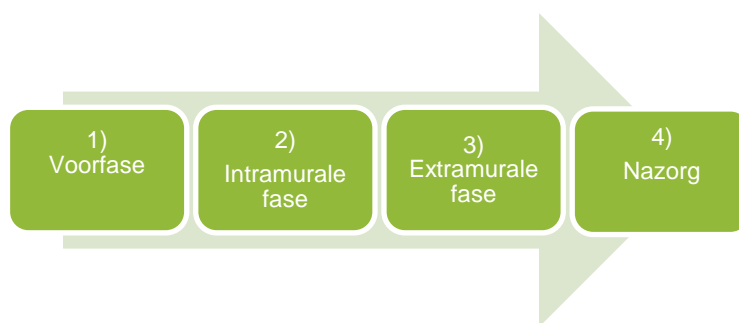 1)
Voorfase
2)
Intramurale
fase
3)
Extramurale
fase
4)
Nazorg